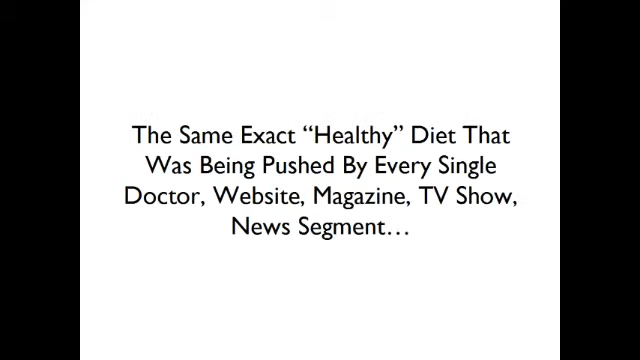 The Same Exact “Healthy” Diet That
Was Being Pushed By Every Single
Doctor, Website, Magazine, TV Show,
News Segment…